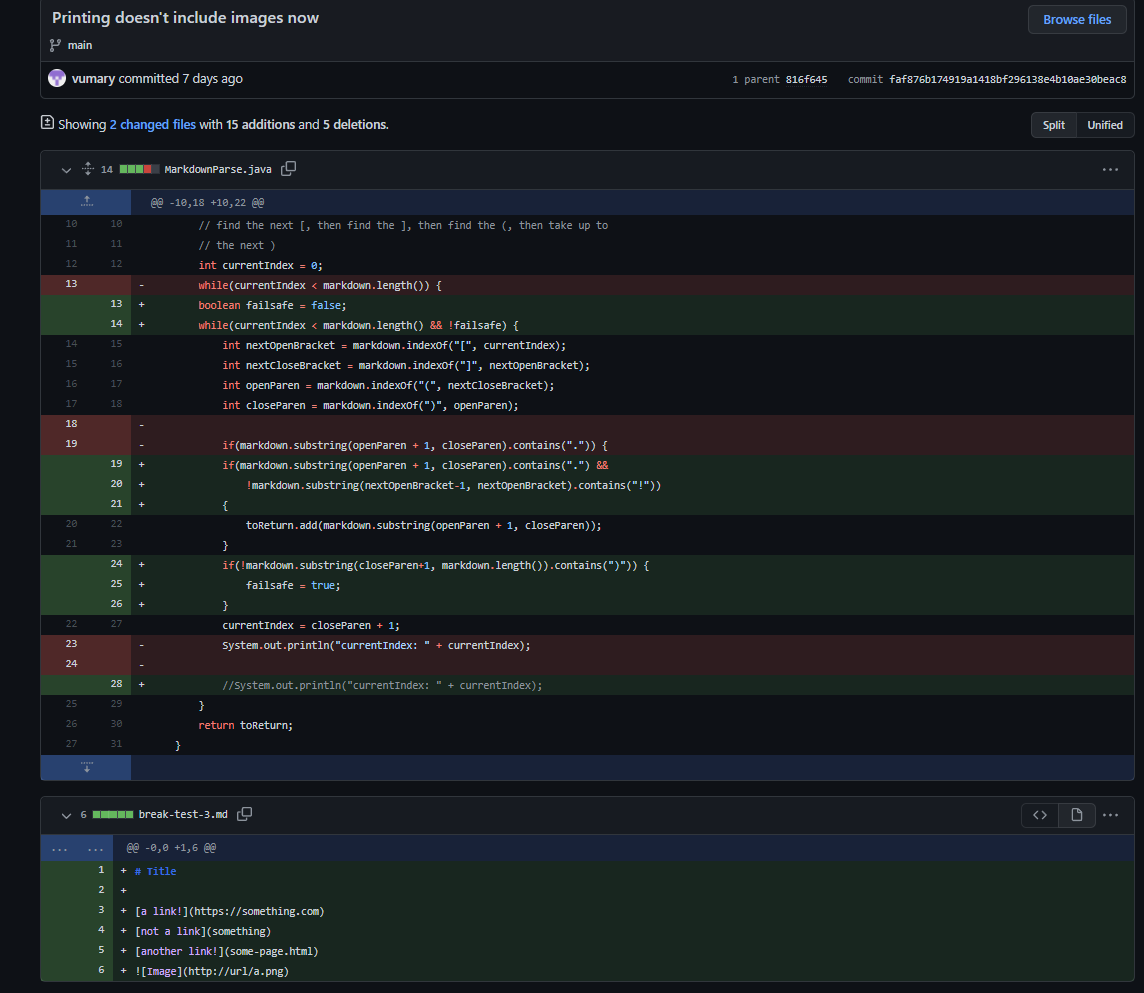 Printing doesn't include images now
Browse files
main
vumary committed 7 days ago
1 parent 816f645 commit faf876b174919a1418bf296138e4b10ae30beac8
Showing 2 changed files with 15 additions and 5 deletions.
Split Unified
14 MarkdownParse.java
@@ -10,18 +10,22 @@
10 10 // find the next [, then find the ], then find the (, then take up to
11 11 // the next )
12 12 int currentIndex = 0;
13 - while(currentIndex < markdown.length()) {
13 + boolean failsafe = false;
14 + while(currentIndex < markdown.length() && !failsafe) {
14 15 int nextOpenBracket = markdown.indexOf("[", currentIndex);
15 16 int nextCloseBracket = markdown.indexOf("]", nextOpenBracket);
16 17 int openParen = markdown.indexOf("(", nextCloseBracket);
17 18 int closeParen = markdown.indexOf(")", openParen);
18 -
19 - if(markdown.substring(openParen + 1, closeParen).contains(".")) {
19 + if(markdown.substring(openParen + 1, closeParen).contains(".") &&
20 + !markdown.substring(nextOpenBracket-1, nextOpenBracket).contains("!"))
21 + {
20 22 toReturn.add(markdown.substring(openParen + 1, closeParen));
21 23 }
24 + if(!markdown.substring(closeParen+1, markdown.length()).contains(")")) {
25 + failsafe = true;
26 + }
22 27 currentIndex = closeParen + 1;
23 - System.out.println("currentIndex: " + currentIndex);
24 -
28 + //System.out.println("currentIndex: " + currentIndex);
25 29 }
26 30 return toReturn;
27 31 }
6 break-test-3.md
... ... @@ -0,0 +1,6 @@
1 + # Title
2 +
3 + [a link!](https://something.com)
4 + [not a link](something)
5 + [another link!](some-page.html)
6 + ![Image](http://url/a.png)